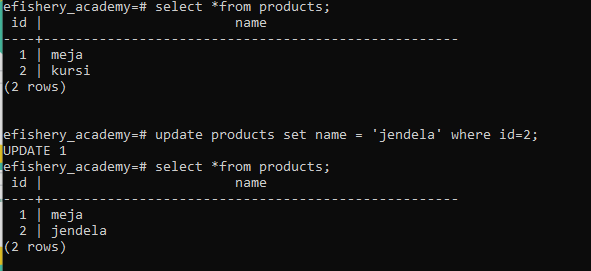 efishery_academy=# select *from products;
id | name
----+----------------------------------------------------
1 | meja
2 | kursi
(2 rows)
efishery_academy=# update products set name = 'jendela' where id=2;
UPDATE 1
efishery_academy=# select *from products;
id | name
----+----------------------------------------------------
1 | meja
2 | jendela
(2 rows)